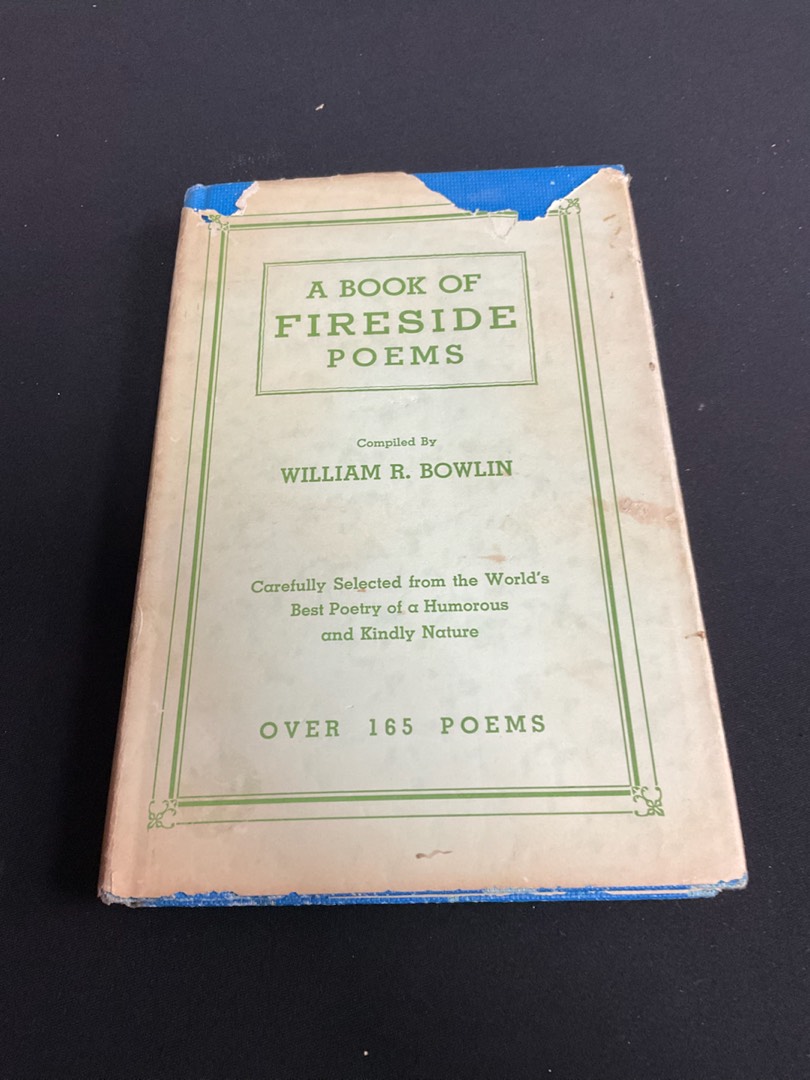 A BOOK OF
FIRESIDE
POEMS
Compiled By
WILLIAM R. BOWLIN
Carefully Selected from the World's
Best Poetry of a Humorous
and Kindly Nature
OVER 165 POEMS